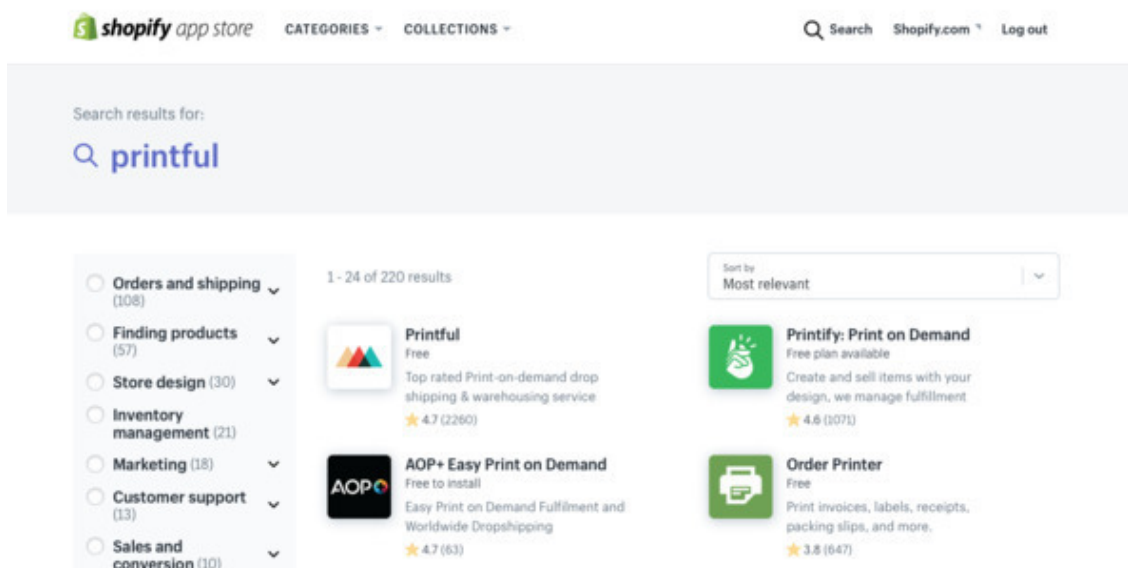 shopify app store CATEGORIES COLLECTIONS Search Shopify.com Log out
Search results for:
printful
Orders and shipping
(108)
Finding products
(57)
Store design (30)
Inventory
management (21)
Marketing (18)
Customer support
(13)
Sales and
conversion (10)
1 - 24 of 220 results
Sort by
Most relevant
Printful
Free
Top rated Print-on-demand drop
shipping & warehousing service
4.7 (2260)
Printify: Print on Demand
Free plan available
Create and sell items with your
design, we manage fulfillment
4.6 (1071)
AOP+
AOP+ Easy Print on Demand
Free to install
Easy Print on Demand Fulfilment and
Worldwide Dropshipping
4.7 (63)
Order Printer
Free
Print invoices, labels, receipts,
packing slips, and more.
3.8 (647)